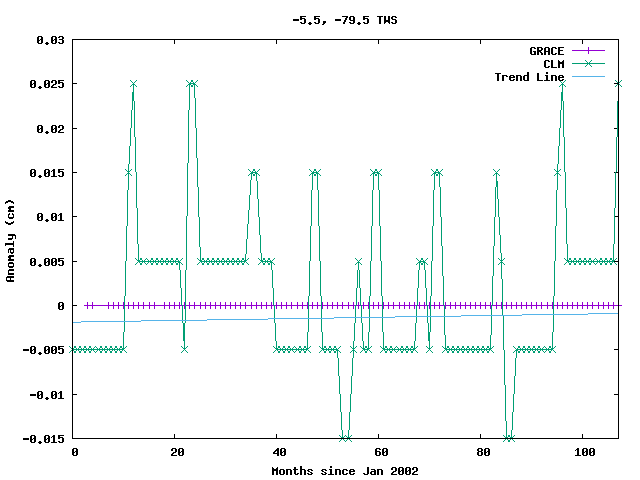 -5.5, -79.5 TWS
GRACE
CLM
Trend Line
0.03
0.025
0.02
0.015
0.01
0.005
0
-0.005
-0.01
-0.015
Anomaly (cm)
0 20 40 60 80 100
Months since Jan 2002